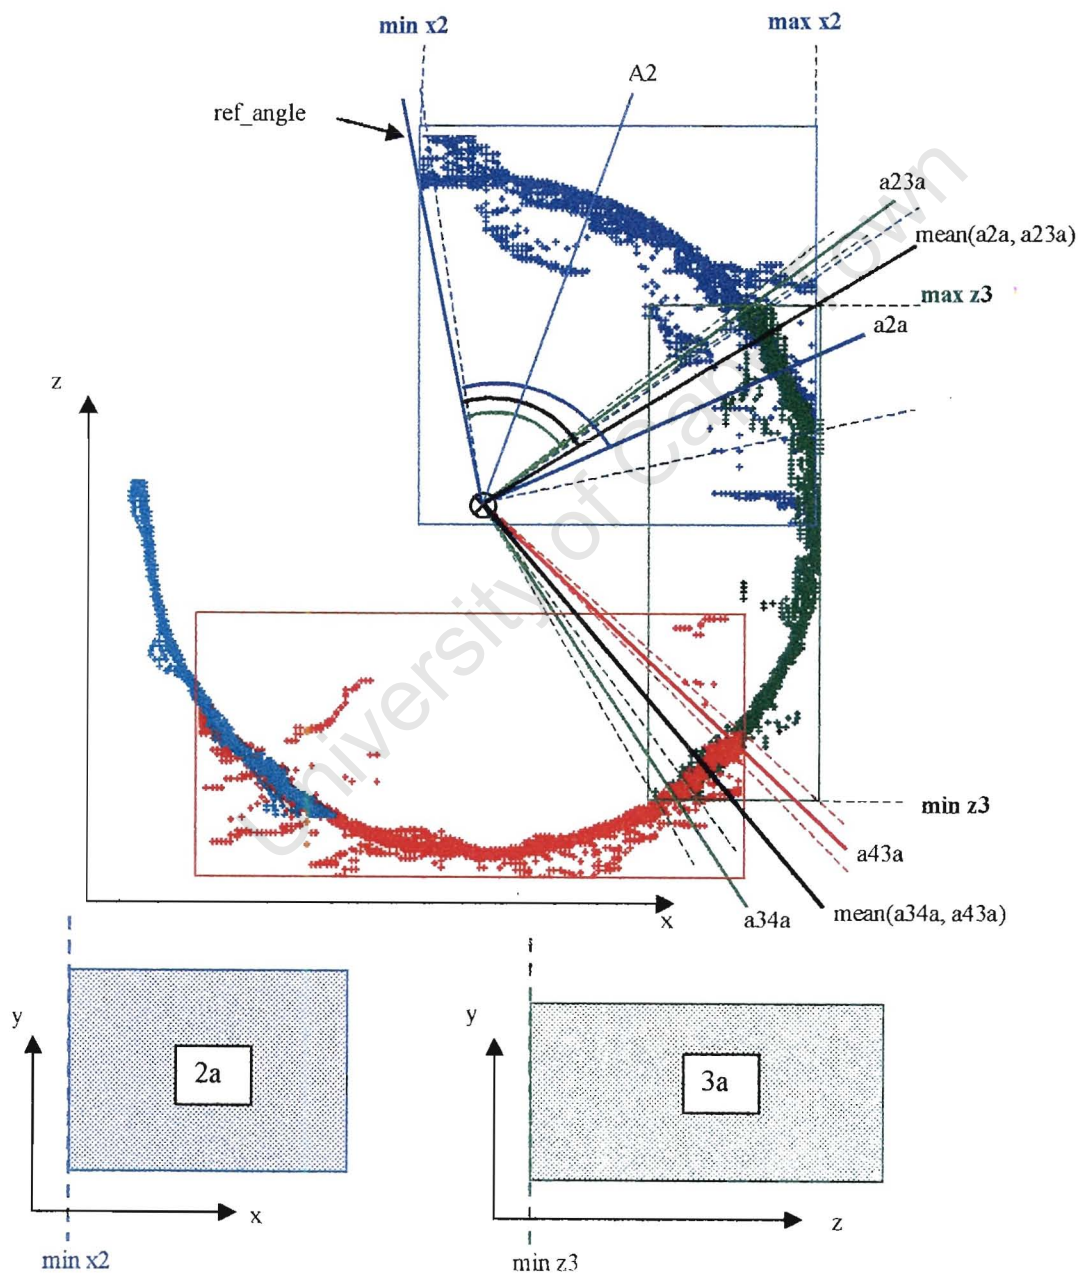 min x2
max x2
A2
ref_angle
a23a
mean(a2a, a23a)
max z3
a2a
z
University of Cape Town
min z3
a43a
mean(a34a, a43a)
a34a
x
y
2a
x
min x2
y
3a
z
min z3